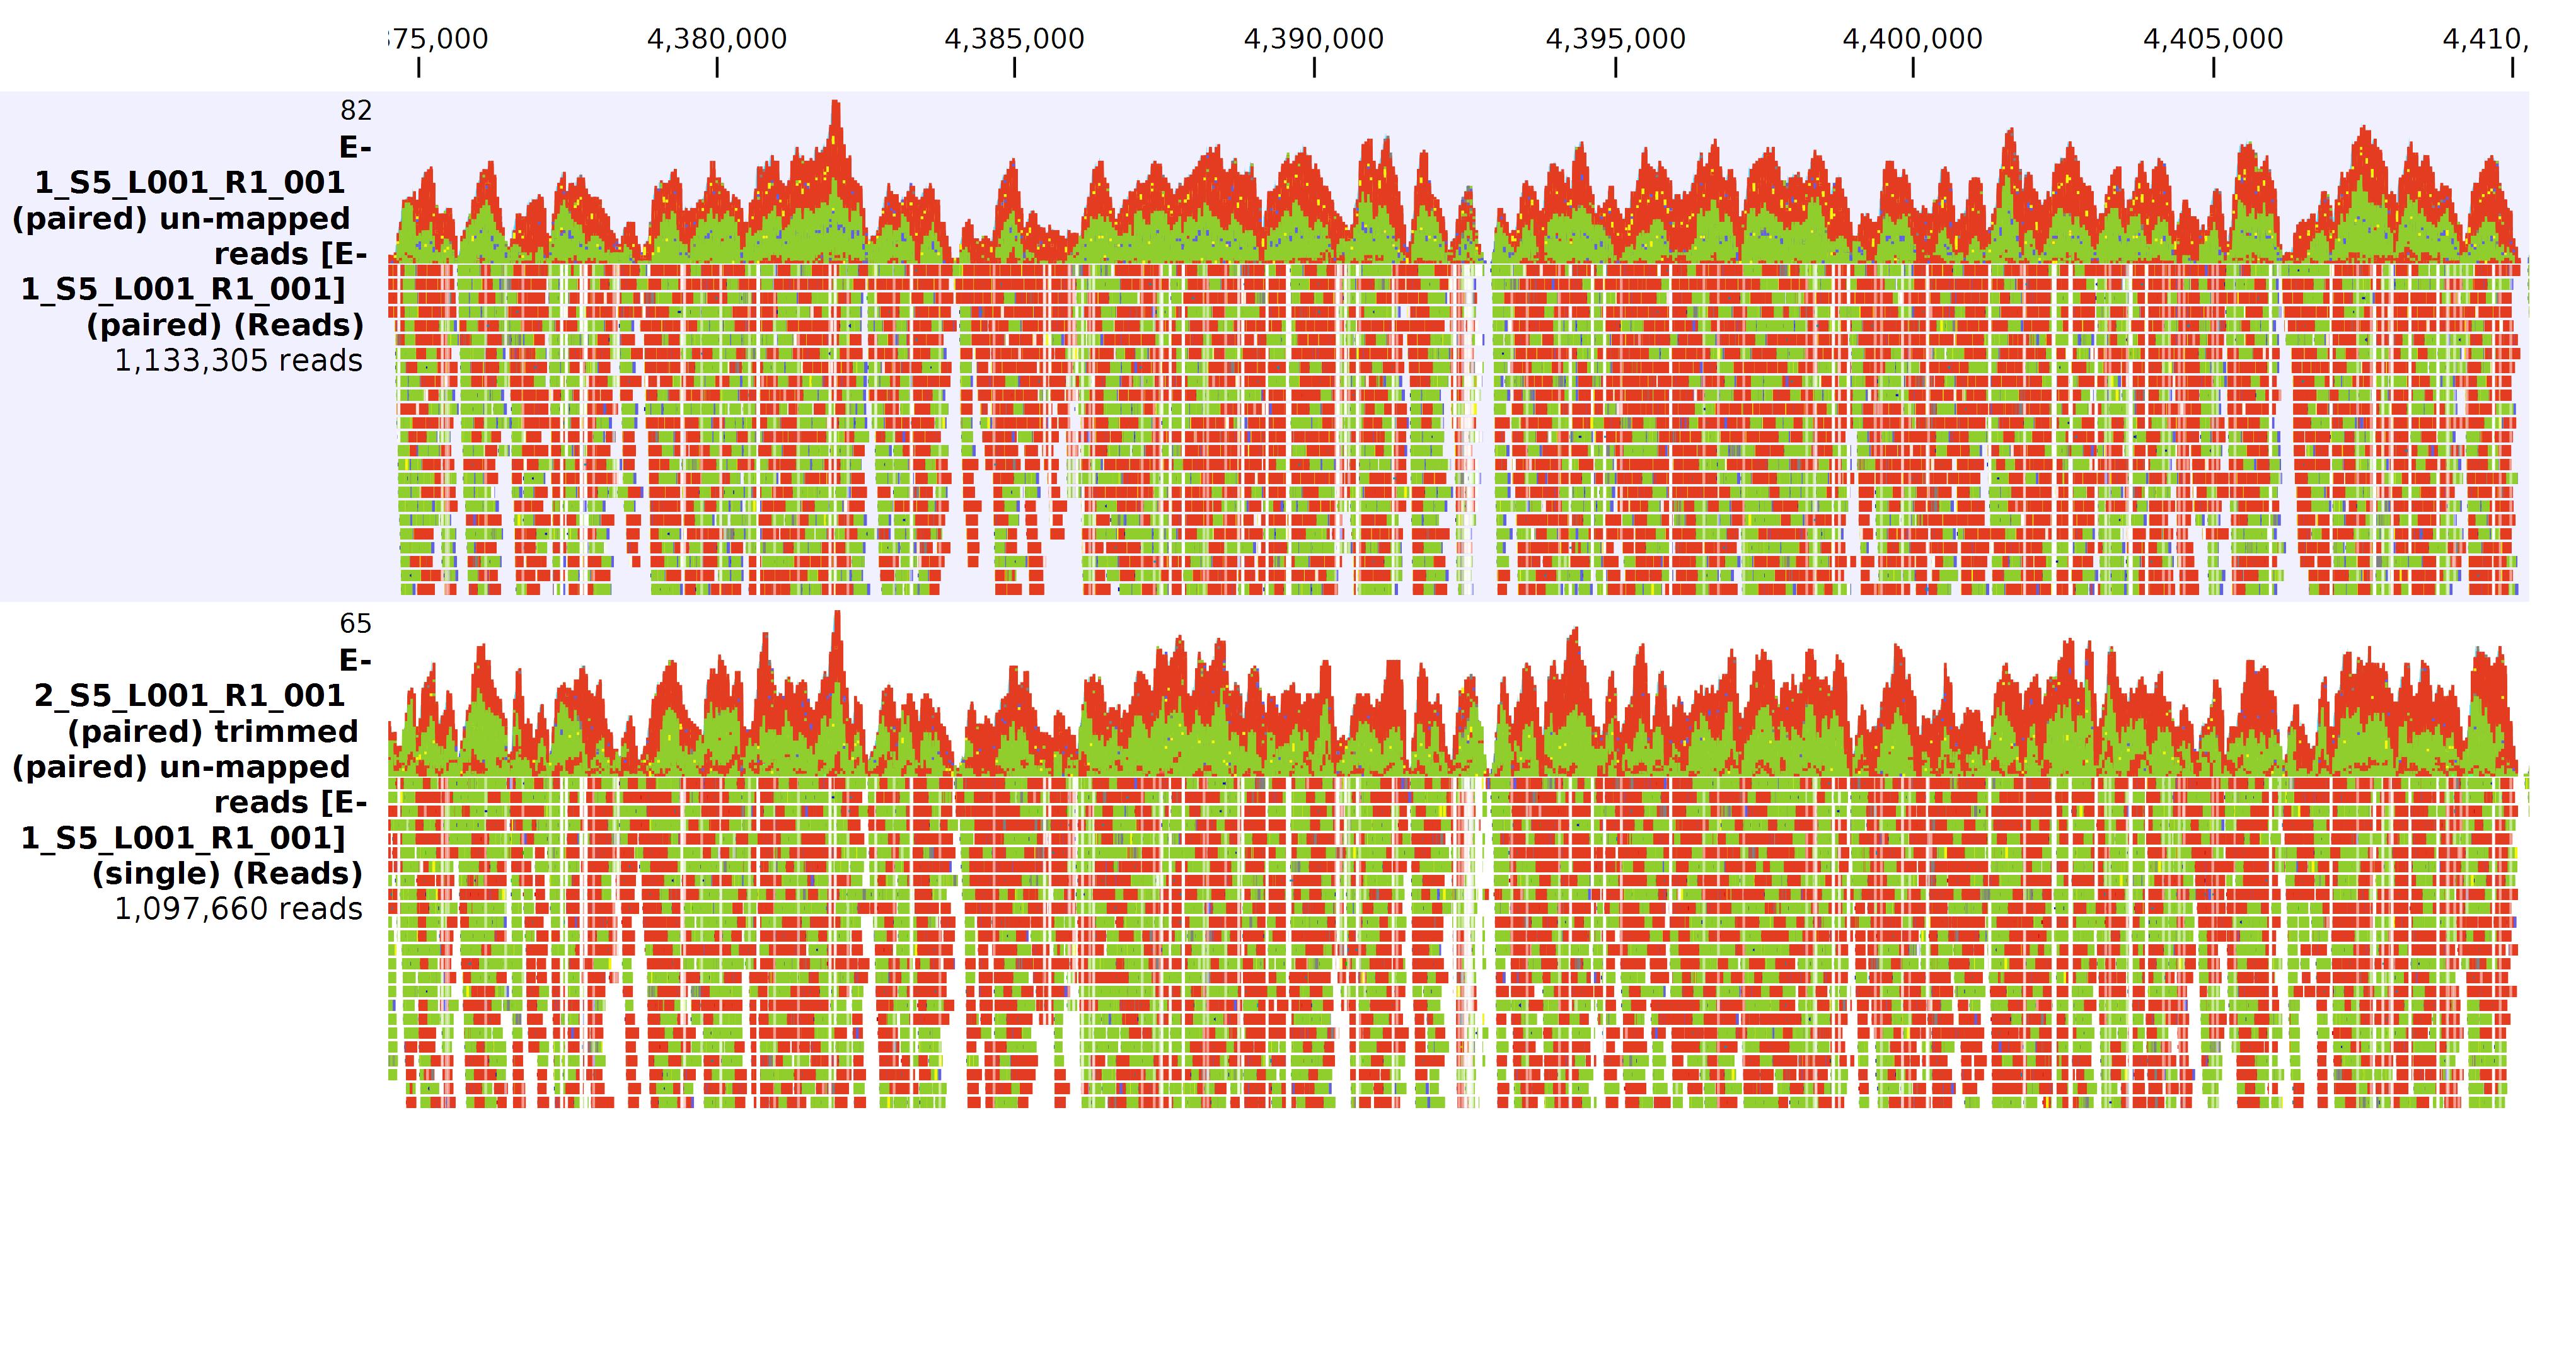 75,000 4,380,000 4,385,000 4,390,000 4,395,000 4,400,000 4,405,000 4,410,
82
E-
1_S5_L001_R1_001
(paired) un-mapped
reads [E-
1_S5_L001_R1_001]
(paired) (Reads)
1,133,305 reads
65
E-
2_S5_L001_R1_001
(paired) trimmed
(paired) un-mapped
reads [E-
1_S5_L001_R1_001]
(single) (Reads)
1,097,660 reads